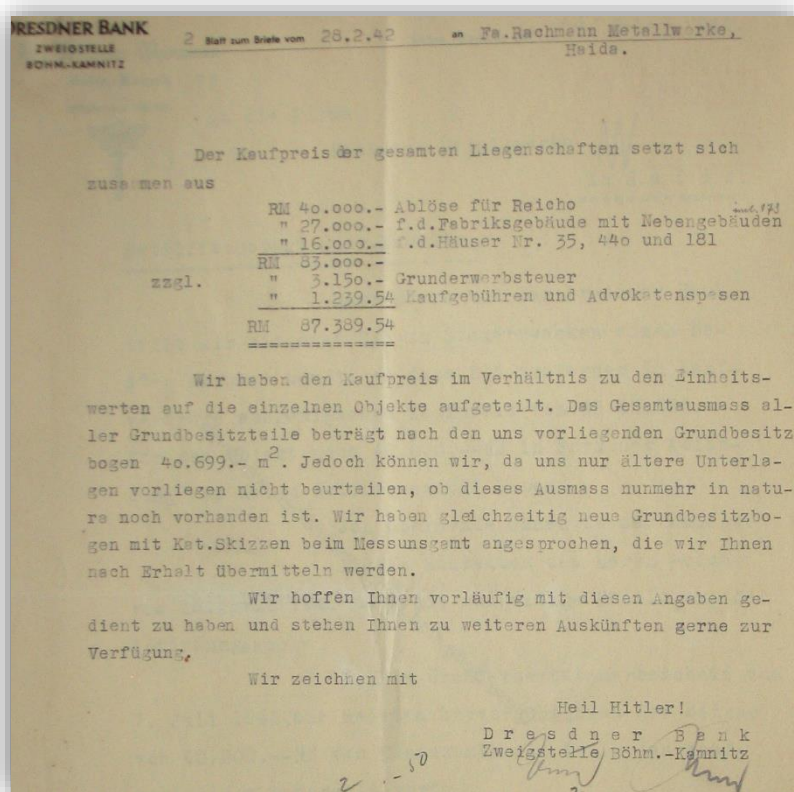 DRESDNER BANK
ZWEIGSTELLE
BÖHM.-KAMNITZ
2 Blatt zum Briefe vom 28.2.42 an Fa.Rachmann Metallwerke,
Haida.
Der Kaufpreis der gesamten Liegenschaften setzt sich
zusammen aus
RM 40.000.- Ablöse für Reicho
" 27.000.- f.d.Fabriksgebäude mit Nebengebäuden
" 16.000.- f.d.Häuser Nr. 35, 44o und 181
RM 83.000.-
zzgl. " 3.150.- Grunderwerbsteuer
" 1.239.54 Kaufgebühren und Advokatenspesen
RM 87.389.54
==============
Wir haben den Kaufpreis im Verhältnis zu den Einheits-
werten auf die einzelnen Objekte aufgeteilt. Das Gesamtausmass al-
ler Grundbesitzteile beträgt nach den uns vorliegenden Grundbesitz
bogen 4o.699.- m². Jedoch können wir, da uns nur ältere Unterla-
gen vorliegen nicht beurteilen, ob dieses Ausmass nunmehr in natu-
ra noch vorhanden ist. Wir haben gleichzeitig neue Grundbesitzbo-
gen mit Kat.Skizzen beim Messunsgamt angesprochen, die wir Ihnen
nach Erhalt übermitteln werden.
Wir hoffen Ihnen vorläufig mit diesen Angaben ge-
dient zu haben und stehen Ihnen zu weiteren Auskünften gerne zur
Verfügung.
Wir zeichnen mit
Heil Hitler!
Dresdner Bank
Zweigstelle Böhm.-Kamnitz